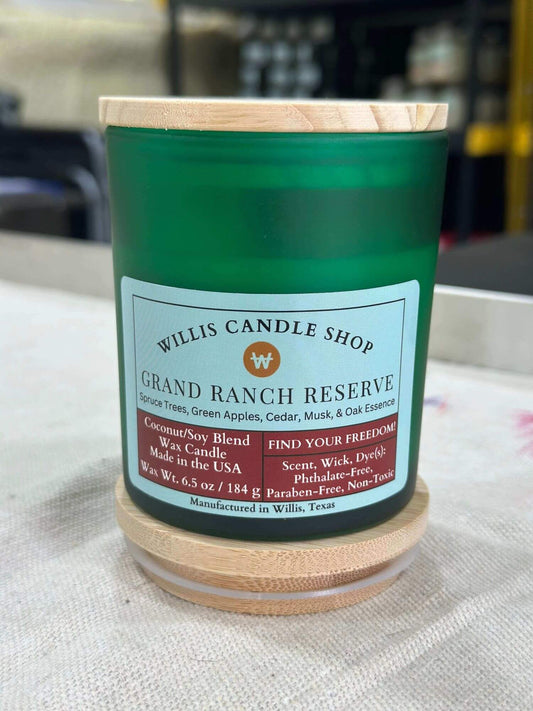 WILLIS CANDLE SHOP
W
GRAND RANCH RESERVE
Spruce Trees, Green Apples, Cedar, Musk, & Oak Essence
Coconut/Soy Blend
Wax Candle
Made in the USA
Wax Wt. 6.5 oz / 184 g
FIND YOUR FREEDOM!
Scent, Wick, Dye(s):
Phthalate-Free,
Paraben-Free, Non-Toxic
Manufactured in Willis, Texas